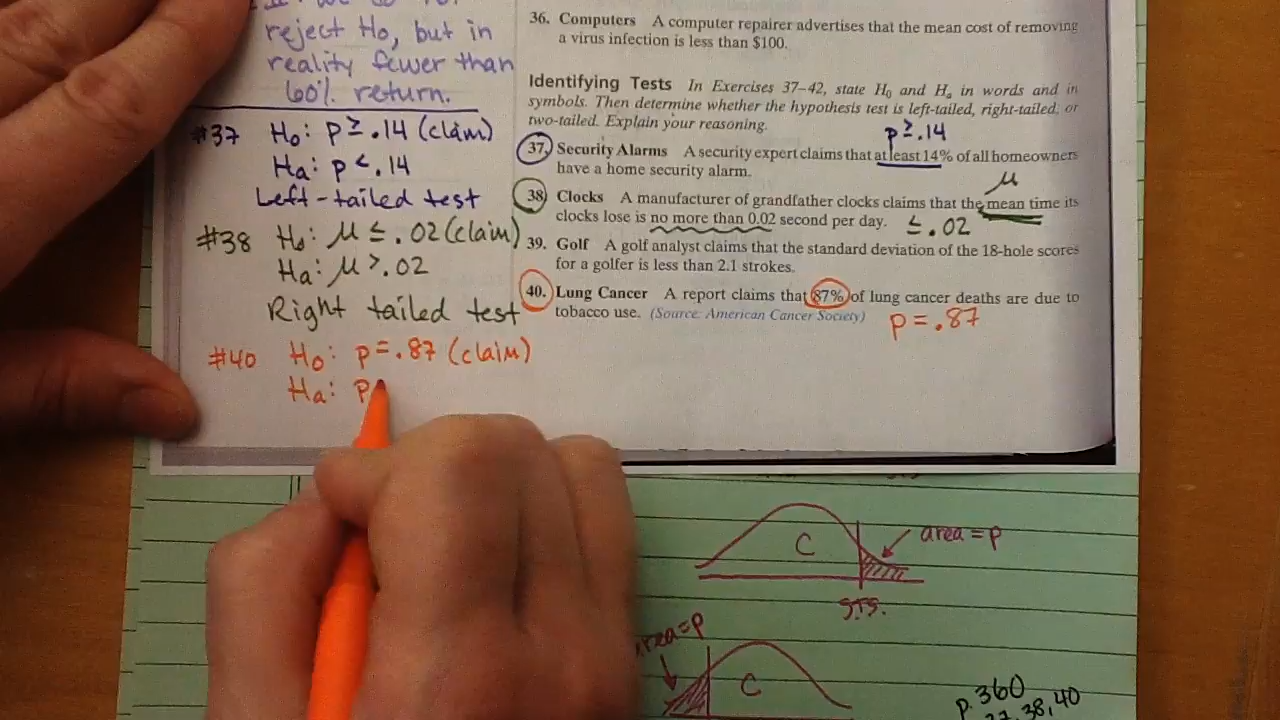 reject Ho, but in
reality fewer than
60% return.
#37 Ho: p ≥ .14 (claim)
Ha: p < .14
Left-tailed test
#38 Ho: μ ≤ .02 (claim)
Ha: μ > .02
Right tailed test
#40 Ho: p = .87 (claim)
Ha: p
36. Computers A computer repairer advertises that the mean cost of removing
a virus infection is less than $100.
Identifying Tests In Exercises 37–42, state H0 and Ha in words and in
symbols. Then determine whether the hypothesis test is left-tailed, right-tailed, or
two-tailed. Explain your reasoning.
p ≥ .14
37. Security Alarms A security expert claims that at least 14% of all homeowners
have a home security alarm.
μ
38. Clocks A manufacturer of grandfather clocks claims that the mean time its
clocks lose is no more than 0.02 second per day. ≤ .02
39. Golf A golf analyst claims that the standard deviation of the 18-hole scores
for a golfer is less than 2.1 strokes.
40. Lung Cancer A report claims that 87% of lung cancer deaths are due to
tobacco use. (Source: American Cancer Society) p = .87
C
area = p
S.T.S.
area = p
C
p. 360
37, 38, 40